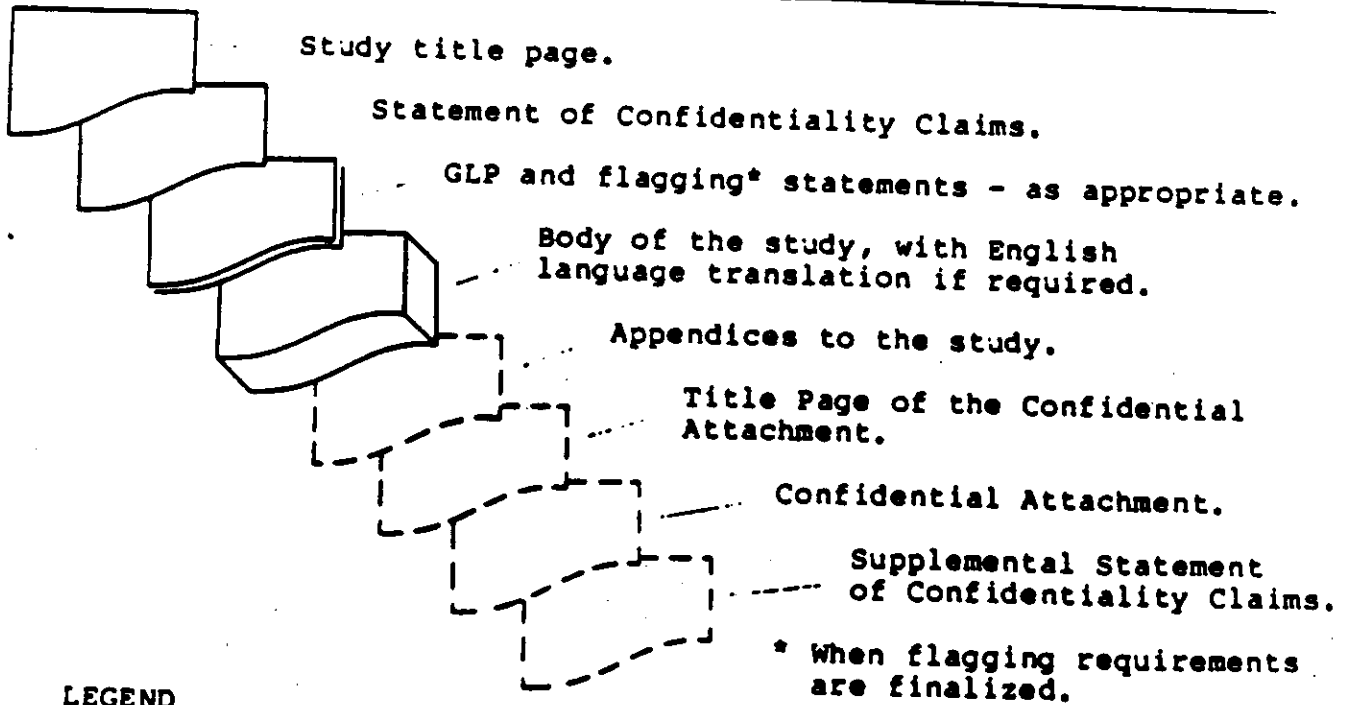 Study title page.
Statement of Confidentiality Claims.
GLP and flagging* statements - as appropriate.
Body of the study, with English
language translation if required.
Appendices to the study.
Title Page of the Confidential
Attachment.
Confidential Attachment.
Supplemental Statement
of Confidentiality Claims.
* When flagging requirements
are finalized.
LEGEND